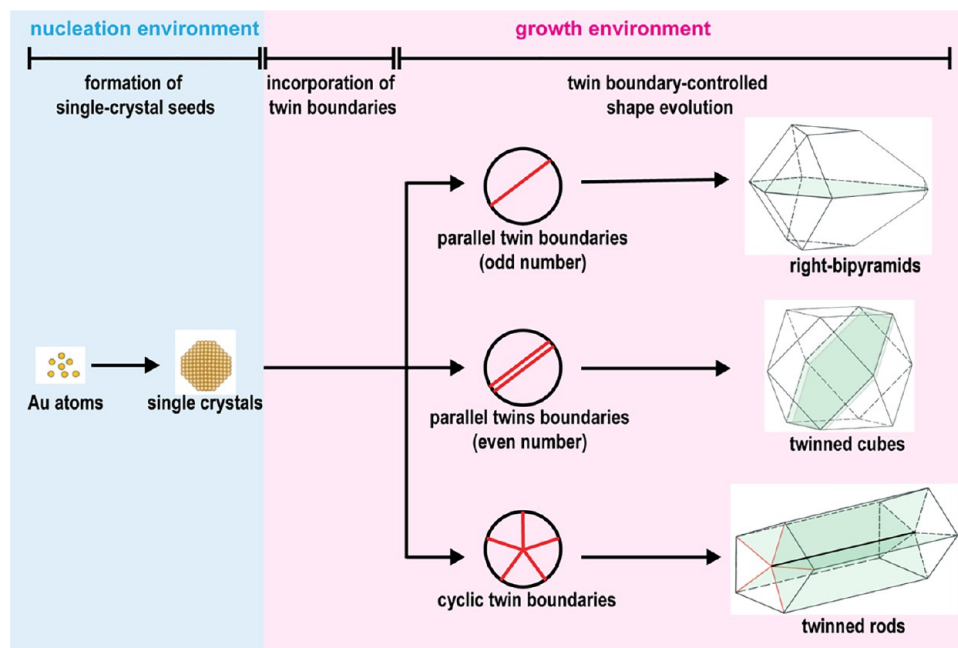 nucleation environment
growth environment
formation of
single-crystal seeds
incorporation of
twin boundaries
twin boundary-controlled
shape evolution
parallel twin boundaries
(odd number)
right-bipyramids
Au atoms
single crystals
parallel twins boundaries
(even number)
twinned cubes
cyclic twin boundaries
twinned rods